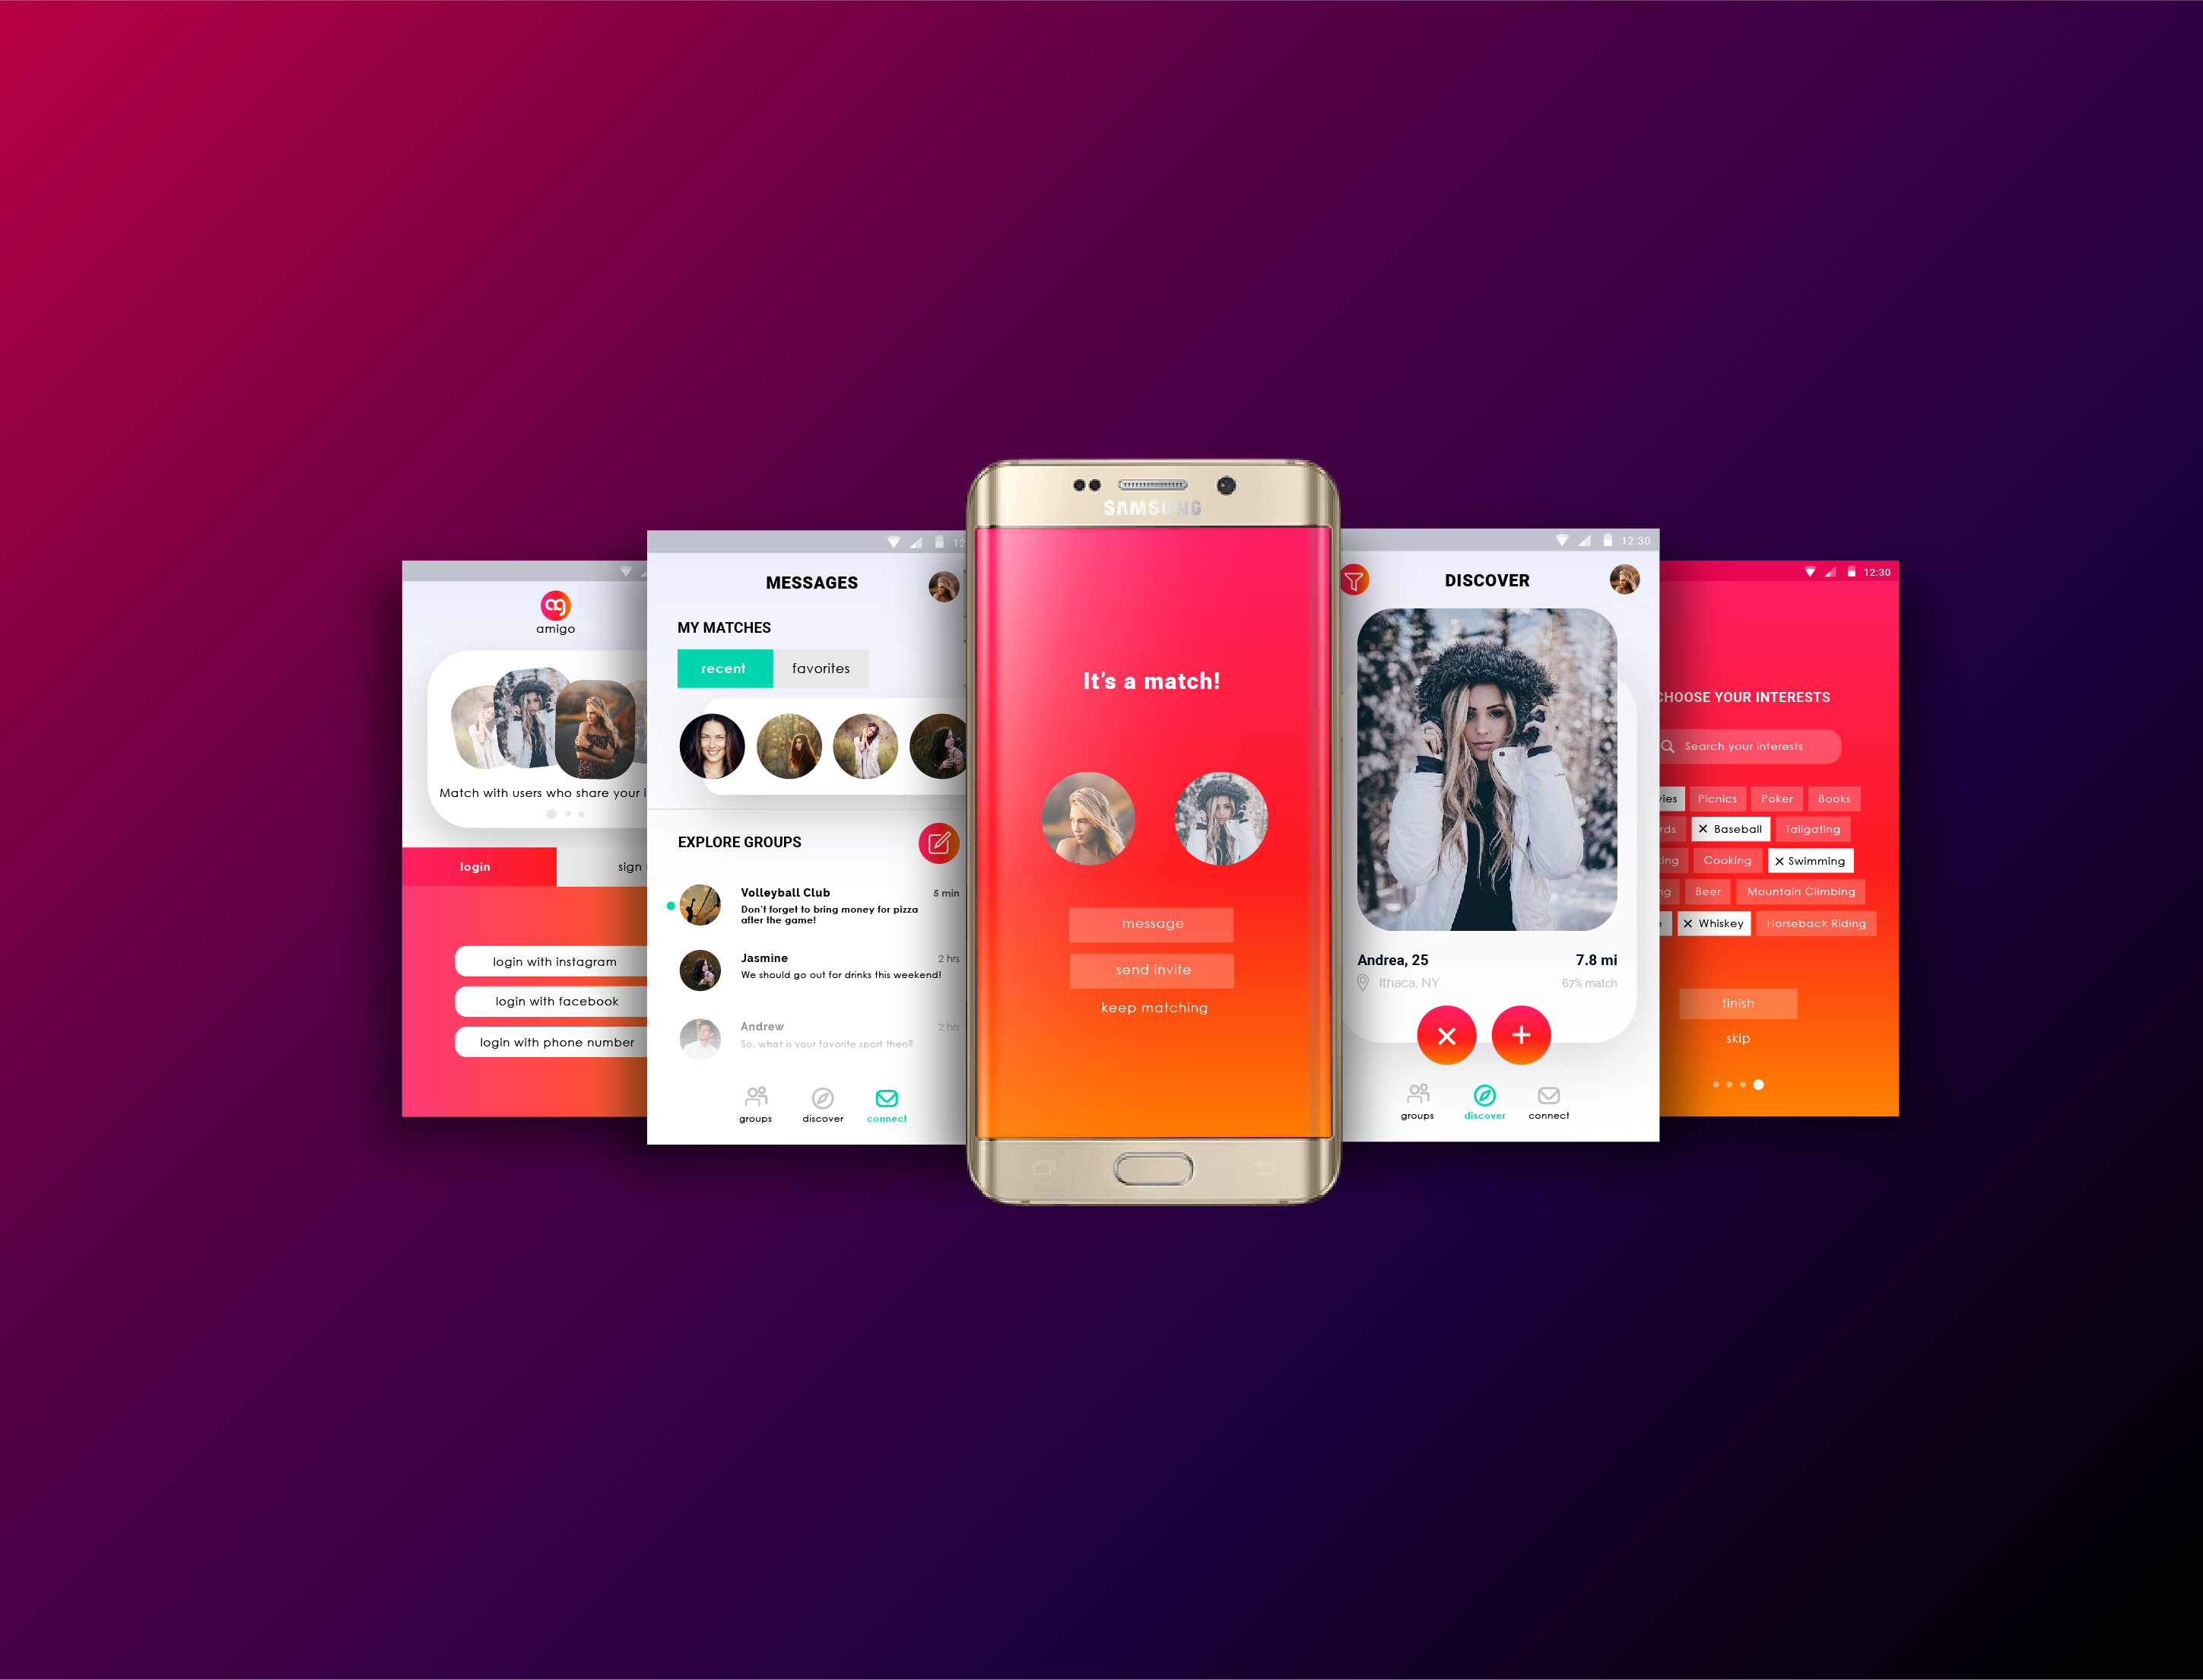 amigo
Match with users who share your
login
sign
login with instagram
login with facebook
login with phone number
12
MESSAGES
MY MATCHES
recent
favorites
EXPLORE GROUPS
Volleyball Club
5 min
Don't forget to bring money for pizza
after the game!
Jasmine
2 hrs
We should go out for drinks this weekend!
Andrew
2 hrs
So, what is your favorite sport then?
groups
discover
connect
SAMSUNG
It's a match!
message
send invite
keep matching
12:30
DISCOVER
Andrea, 25
7.8 mi
Ithaca, NY
67% match
groups
discover
connect
12:30
CHOOSE YOUR INTERESTS
Search your interests
Picnics Poker Books
Baseball Tailgating
Cooking Swimming
Beer Mountain Climbing
Whiskey Horseback Riding
finish
skip